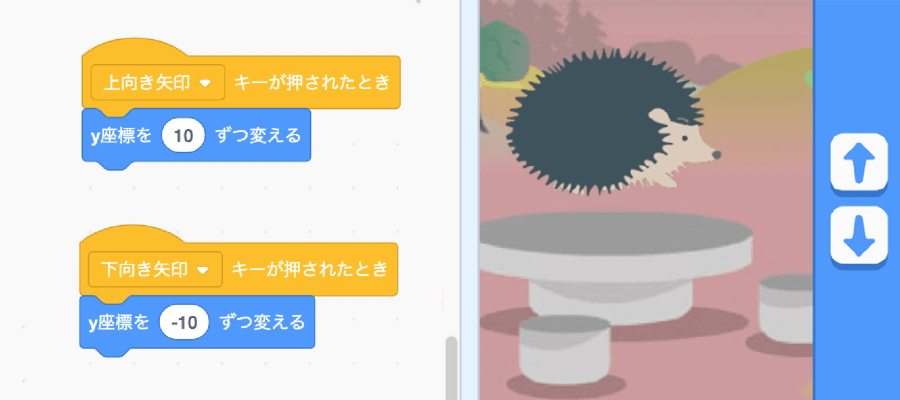 上向き矢印 キーが押されたとき
y座標を 10 ずつ変える
下向き矢印 キーが押されたとき
y座標を -10 ずつ変える